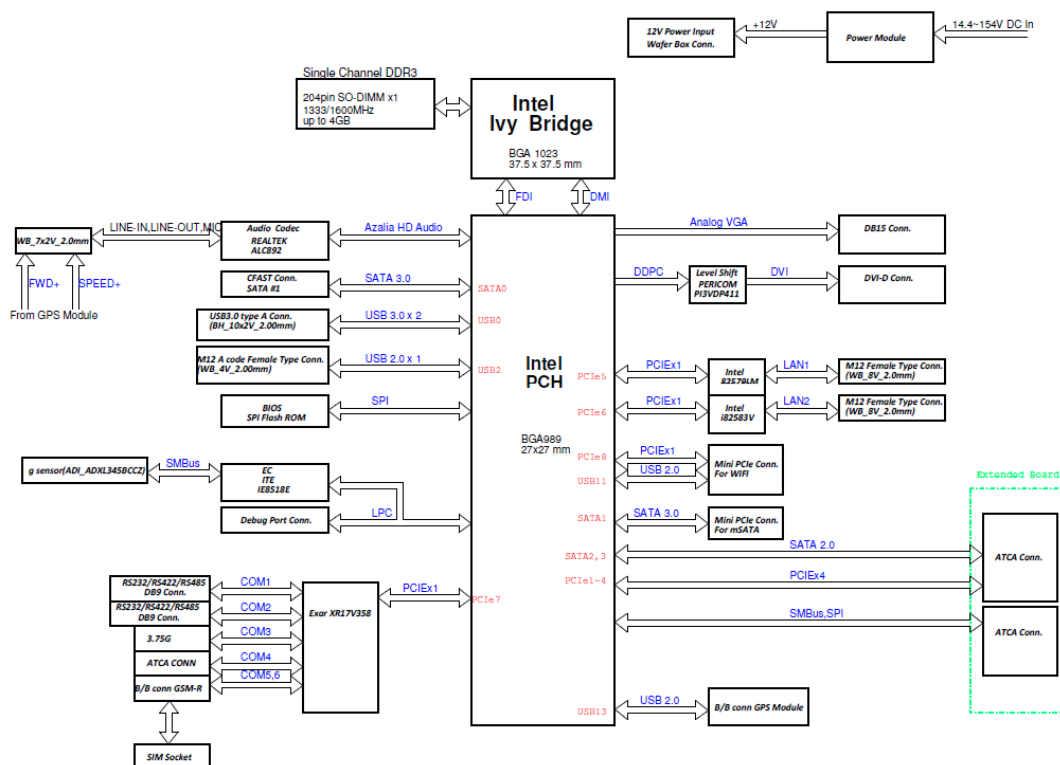 12V Power Input
Wafer Box Conn.
+12V
Power Module
14.4~154V DC In
Single Channel DDR3
204pin SO-DIMM x1
1333/1600MHz
up to 4GB
Intel
Ivy Bridge
BGA 1023
37.5 x 37.5 mm
FDI
DMI
WB_7x2V_2.0mm
LINE-IN,LINE-OUT,MIC
Audio Codec
REALTEK
ALC892
Azalia HD Audio
Analog VGA
DB15 Conn.
FWD+
SPEED+
From GPS Module
CFAST Conn.
SATA #1
SATA 3.0
SATA0
DDPC
Level Shift
PERICOM
PI3VDP411
DVI
DVI-D Conn.
USB3.0 type A Conn.
(BH_10x2V_2.00mm)
USB 3.0 x 2
USB0
M12 A code Female Type Conn.
(WB_4V_2.00mm)
USB 2.0 x 1
USB2
Intel
PCH
BGA989
27x27 mm
PCIe5
PCIEx1
Intel
82579LM
LAN1
M12 Female Type Conn.
(WB_8V_2.0mm)
BIOS
SPI Flash ROM
SPI
PCIe6
PCIEx1
Intel
i82583V
LAN2
M12 Female Type Conn.
(WB_8V_2.0mm)
g sensor(ADI_ADXL345BCCZ)
SMBus
EC
ITE
IE8518E
PCIe8
PCIEx1
USB 2.0
USB11
Mini PCIe Conn.
For WIFI
Extended Board
Debug Port Conn.
LPC
SATA1
SATA 3.0
Mini PCIe Conn.
For mSATA
SATA2,3
SATA 2.0
ATCA Conn.
PCIe1-4
PCIEx4
RS232/RS422/RS485
DB9 Conn.
COM1
RS232/RS422/RS485
DB9 Conn.
COM2
3.75G
COM3
ATCA CONN
COM4
B/B conn GSM-R
COM5,6
Exar XR17V358
PCIEx1
PCIe7
SMBus,SPI
ATCA Conn.
USB13
USB 2.0
B/B conn GPS Module
SIM Socket